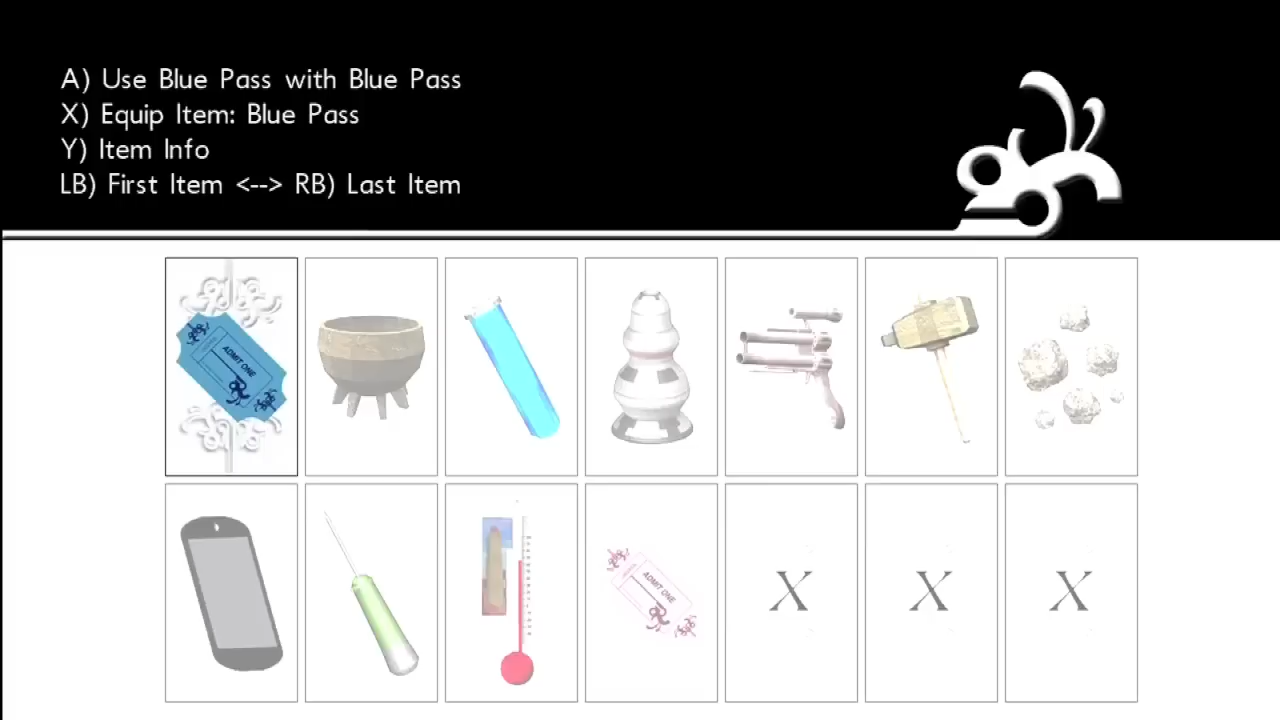 A) Use Blue Pass with Blue Pass
X) Equip Item: Blue Pass
Y) Item Info
LB) First Item <--> RB) Last Item
ADMIT ONE
ADMIT ONE
X X X